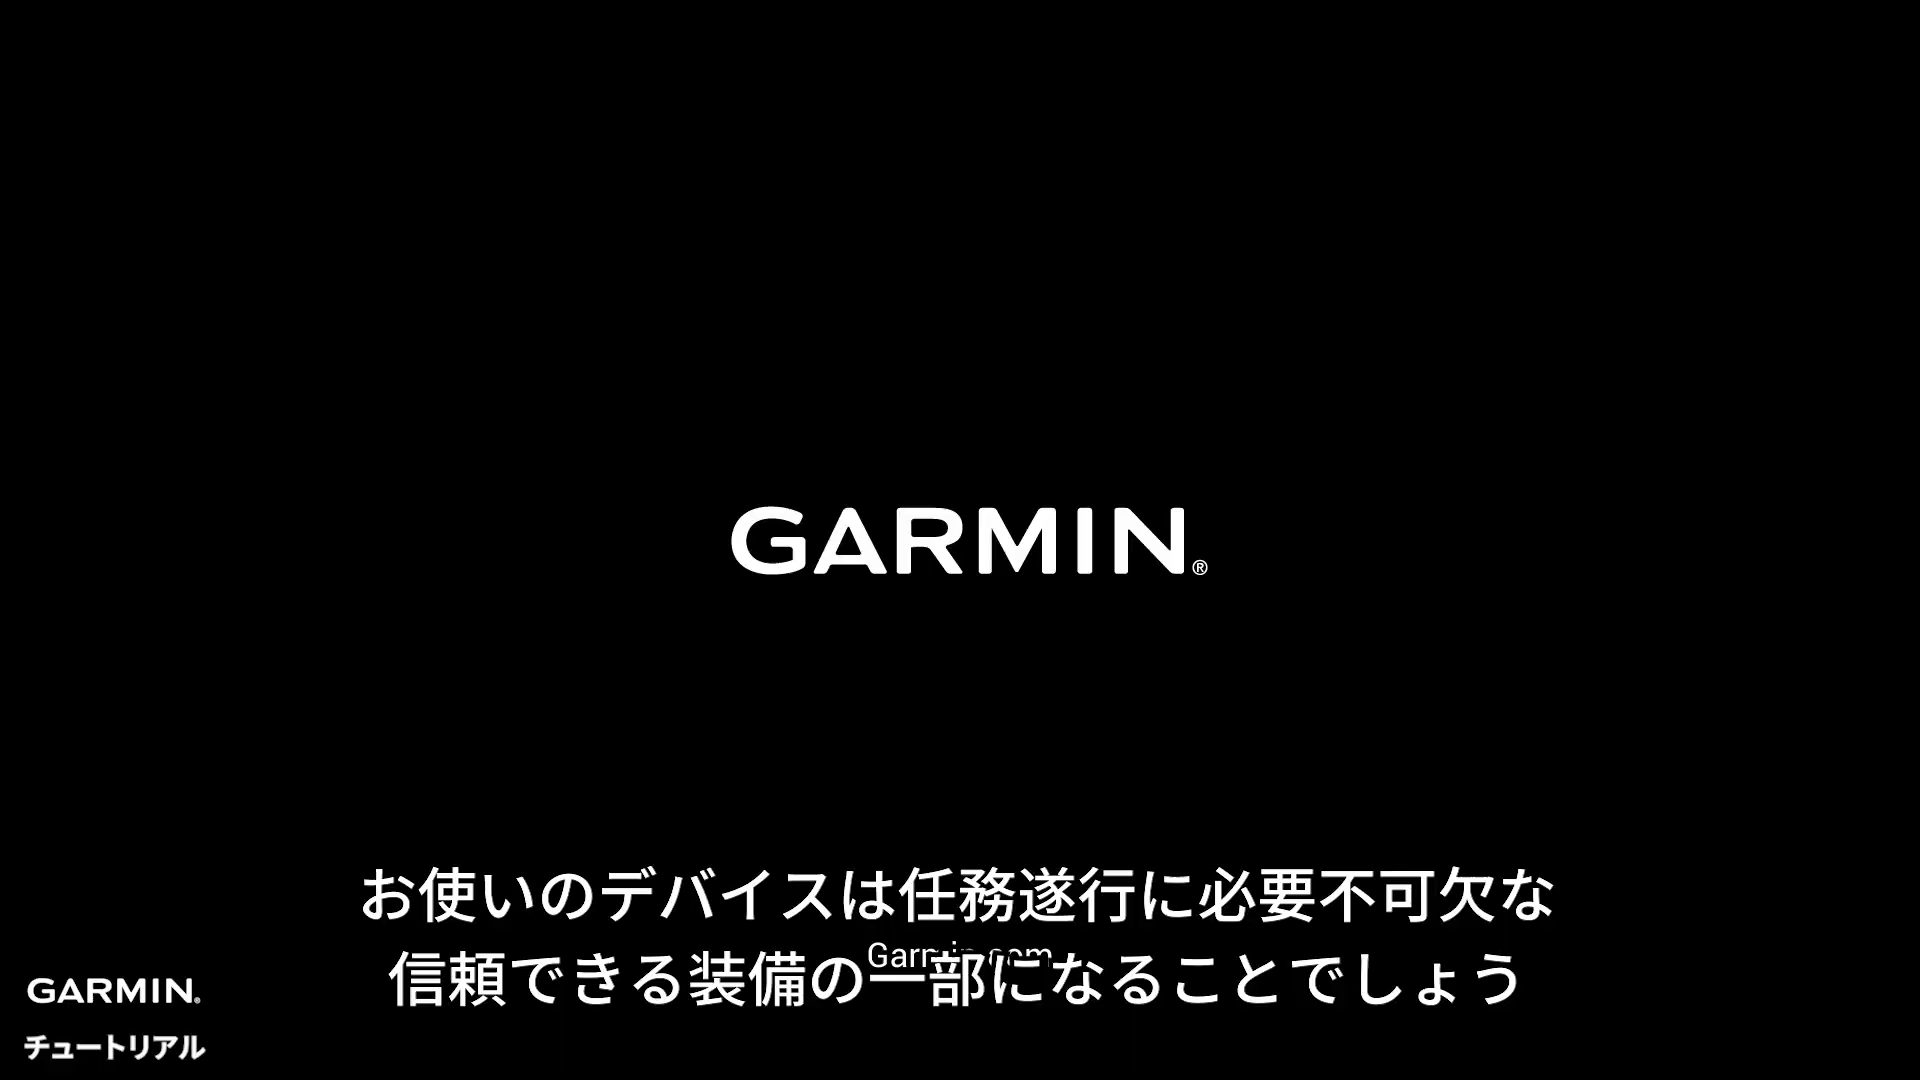 GARMIN®
お使いのデバイスは任務遂行に必要不可欠な
Garmin.com
信頼できる装備の一部になることでしょう
GARMIN®
チュートリアル